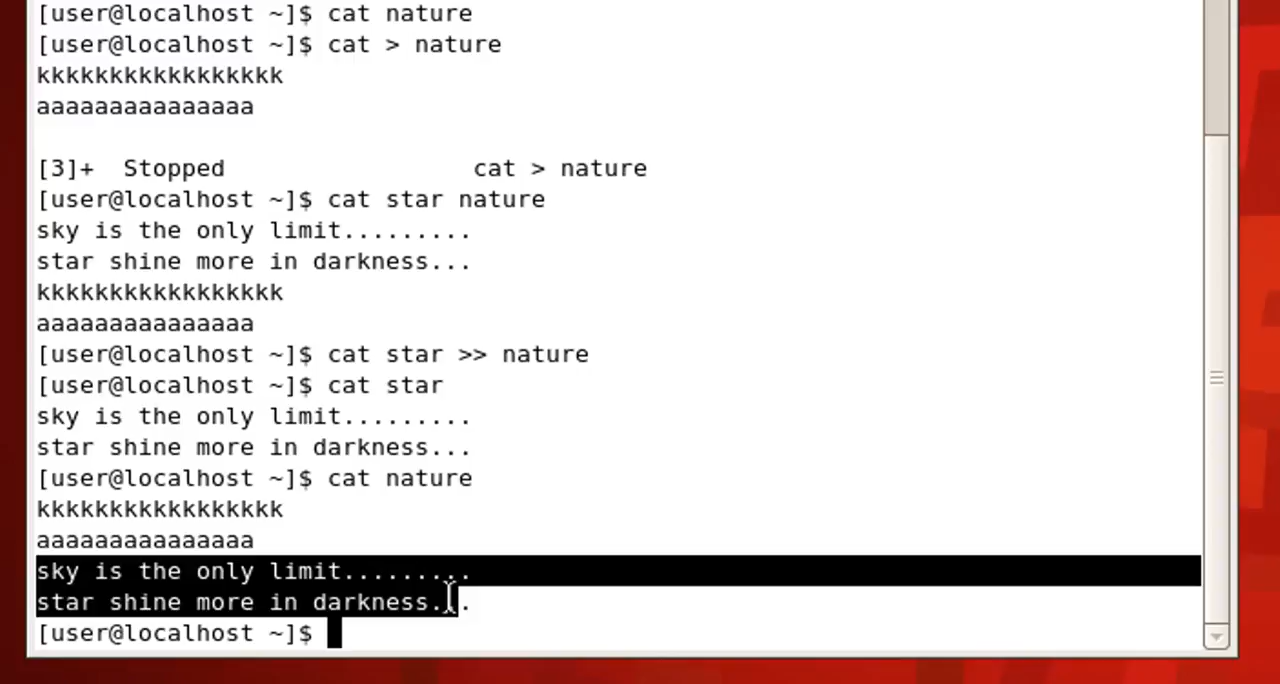 [user@localhost ~]$ cat nature
[user@localhost ~]$ cat > nature
kkkkkkkkkkkkkkkkk
aaaaaaaaaaaaaaa
[3]+  Stopped                 cat > nature
[user@localhost ~]$ cat star nature
sky is the only limit.........
star shine more in darkness...
kkkkkkkkkkkkkkkkk
aaaaaaaaaaaaaaa
[user@localhost ~]$ cat star >> nature
[user@localhost ~]$ cat star
sky is the only limit.........
star shine more in darkness...
[user@localhost ~]$ cat nature
kkkkkkkkkkkkkkkkk
aaaaaaaaaaaaaaa
sky is the only limit.........
star shine more in darkness...
[user@localhost ~]$